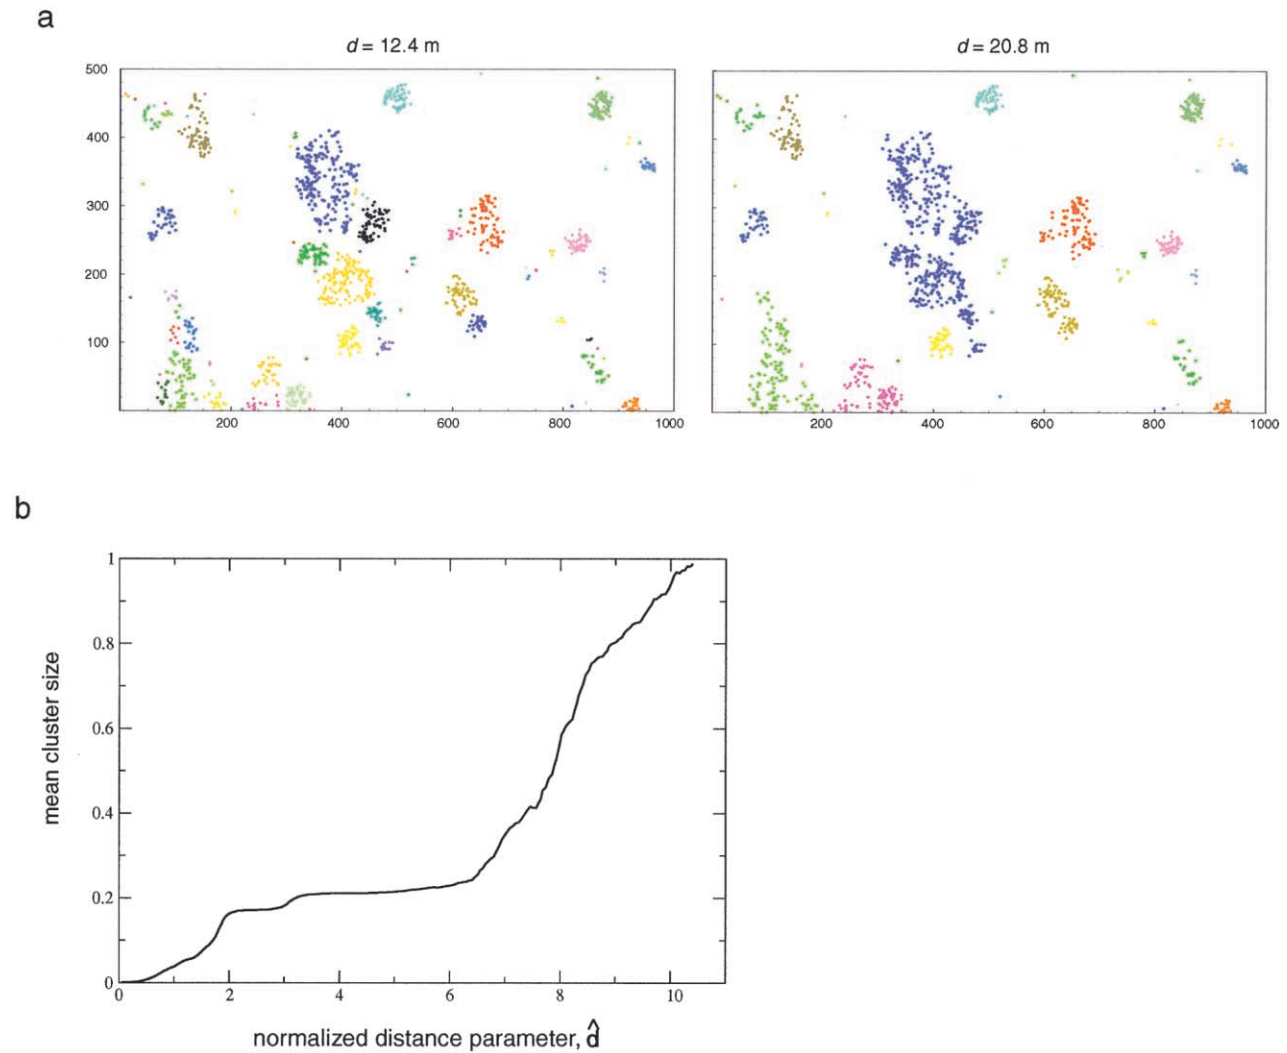 a
d = 12.4 m
d = 20.8 m
500
400
300
200
100
200 400 600 800 1000
200 400 600 800 1000
b
1
0.8
0.6
0.4
0.2
0
0 2 4 6 8 10
mean cluster size
normalized distance parameter, d̂